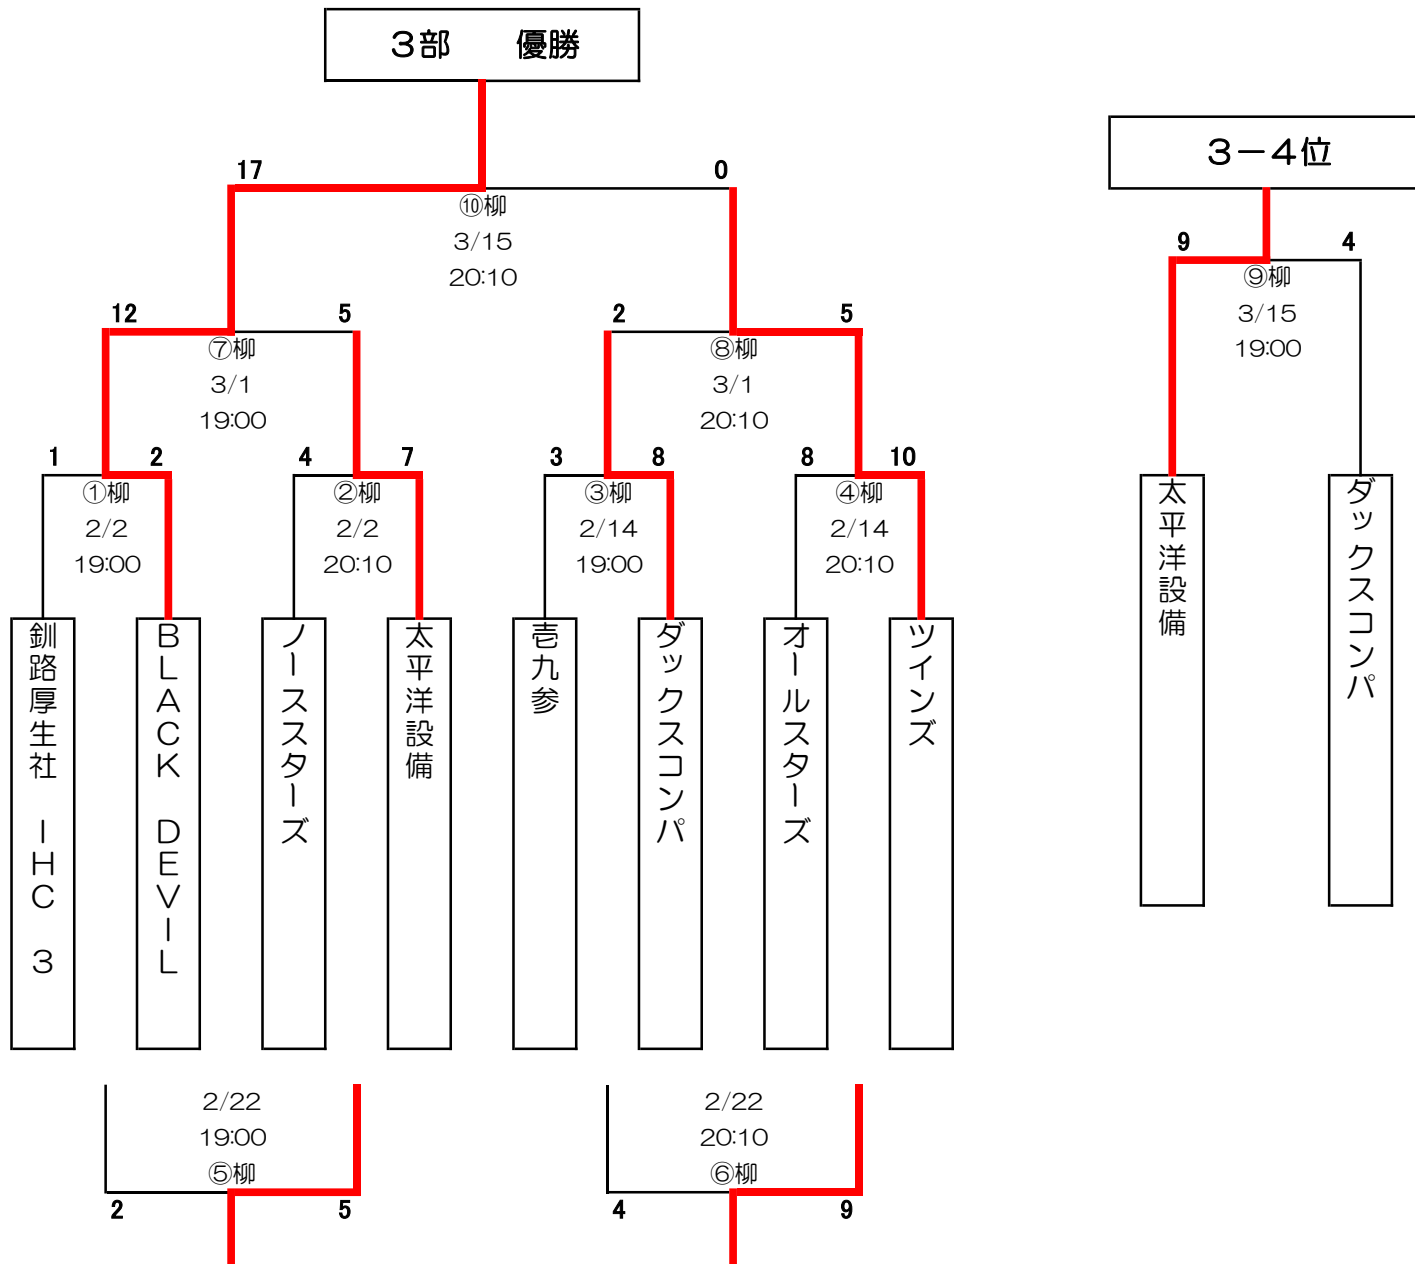 3部　優勝
3－4位
17
0
⑩柳
3/15
20:10
9
4
⑨柳
3/15
19:00
12
5
2
5
⑦柳
3/1
19:00
⑧柳
3/1
20:10
1
2
4
7
3
8
8
10
①柳
2/2
19:00
②柳
2/2
20:10
③柳
2/14
19:00
④柳
2/14
20:10
太平洋設備
ダックスコンパ
釧路厚生社　IHC　3
BLACK　DEVIL
ノーススターズ
太平洋設備
壱九参
ダックスコンパ
オールスターズ
ツインズ
2/22
19:00
⑤柳
2
5
2/22
20:10
⑥柳
4
9